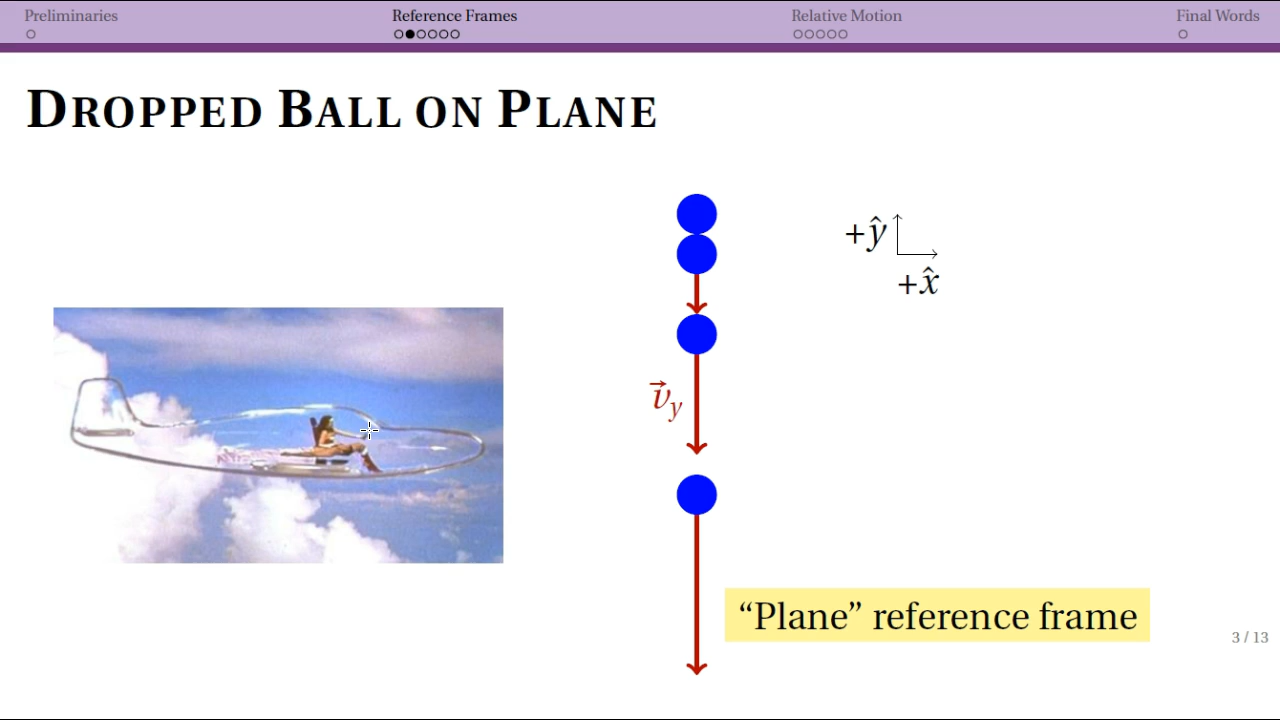 Preliminaries Reference Frames Relative Motion Final Words
DROPPED BALL ON PLANE
+ŷ
+x̂
v⃗y
“Plane” reference frame
3 / 13